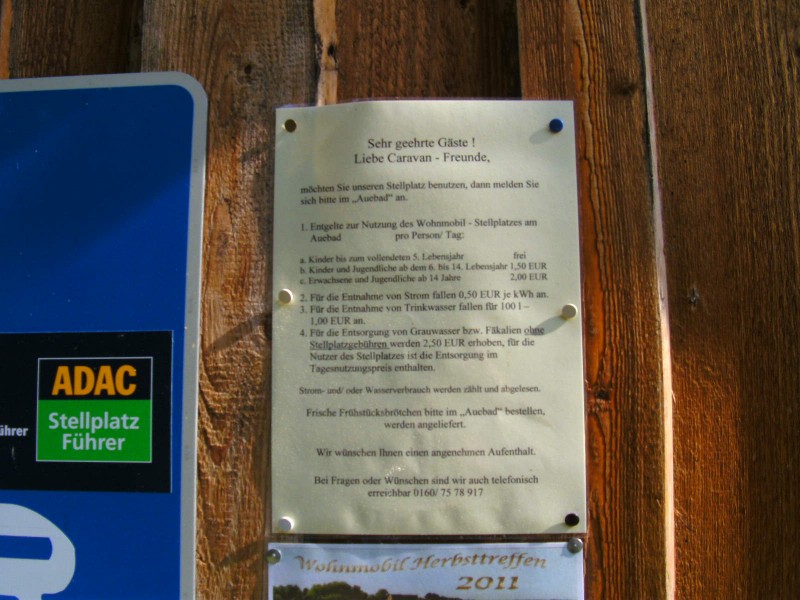 Sehr geehrte Gäste !
Liebe Caravan - Freunde,
möchten Sie unseren Stellplatz benutzen, dann melden Sie
sich bitte im „Auebad" an.
1. Entgelte zur Nutzung des Wohnmobil - Stellplatzes am
Auebad pro Person/ Tag:
a. Kinder bis zum vollendeten 5. Lebensjahr frei
b. Kinder und Jugendliche ab dem 6. bis 14. Lebensjahr 1,50 EUR
c. Erwachsene und Jugendliche ab 14 Jahre 2,00 EUR
2. Für die Entnahme von Strom fallen 0,50 EUR je kWh an.
3. Für die Entnahme von Trinkwasser fallen für 100 l –
1,00 EUR an.
4. Für die Entsorgung von Grauwasser bzw. Fäkalien ohne
Stellplatzgebühren werden 2,50 EUR erhoben, für die
Nutzer des Stellplatzes ist die Entsorgung im
Tagesnutzungspreis enthalten.
Strom- und/ oder Wasserverbrauch werden zählt und abgelesen.
Frische Frühstücksbrötchen bitte im „Auebad" bestellen,
werden angeliefert.
Wir wünschen Ihnen einen angenehmen Aufenthalt.
Bei Fragen oder Wünschen sind wir auch telefonisch
erreichbar 0160/ 75 78 917
ADAC
Stellplatz
Führer
ührer
Wohnmobil Herbsttreffen
2011